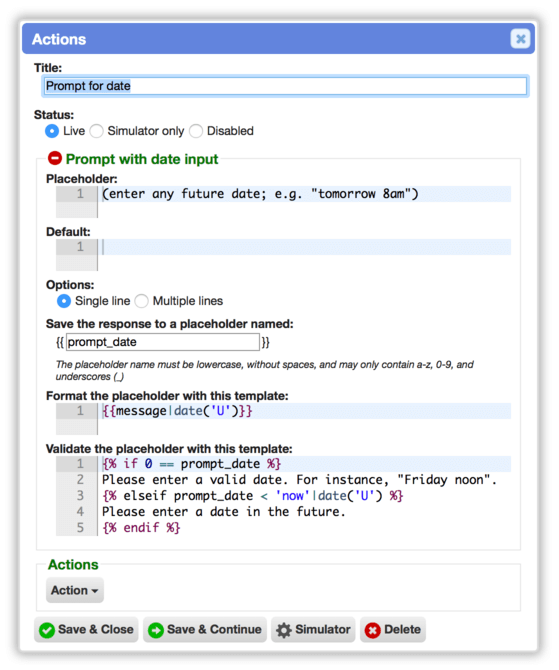 Actions
Title:
Prompt for date
Status:
Live Simulator only Disabled
Prompt with date input
Placeholder:
1 (enter any future date; e.g. "tomorrow 8am")
Default:
1
Options:
Single line Multiple lines
Save the response to a placeholder named:
{{ prompt_date }}
The placeholder name must be lowercase, without spaces, and may only contain a-z, 0-9, and
underscores (_)
Format the placeholder with this template:
1 {{message|date('U')}}
Validate the placeholder with this template:
1 {% if 0 == prompt_date %}
2 Please enter a valid date. For instance, "Friday noon".
3 {% elseif prompt_date < 'now'|date('U') %}
4 Please enter a date in the future.
5 {% endif %}
Actions
Action
Save & Close Save & Continue Simulator Delete